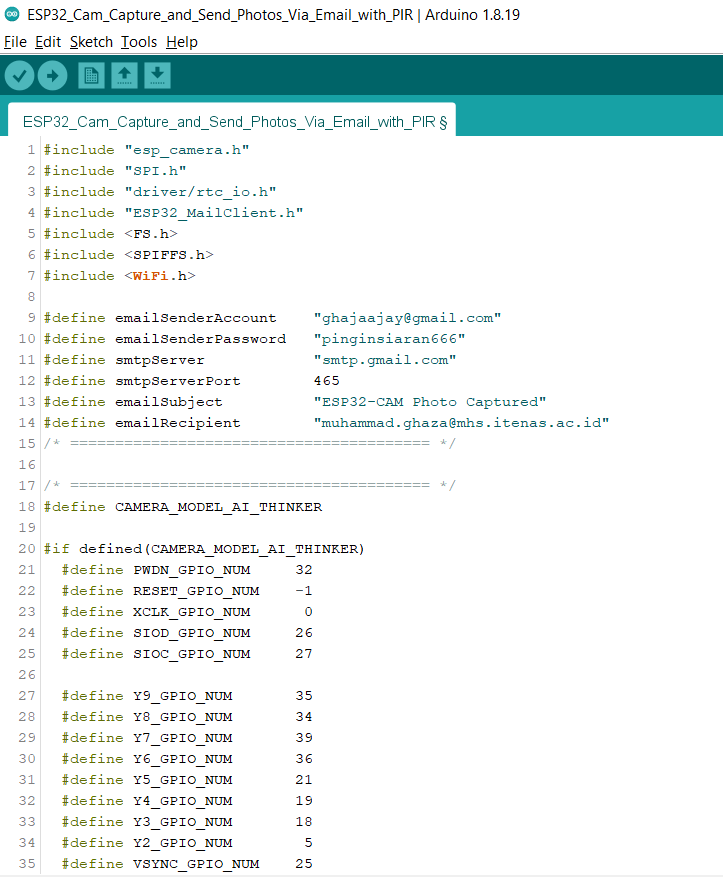 ESP32_Cam_Capture_and_Send_Photos_Via_Email_with_PIR | Arduino 1.8.19
File Edit Sketch Tools Help
ESP32_Cam_Capture_and_Send_Photos_Via_Email_with_PIR §
1 #include "esp_camera.h"
2 #include "SPI.h"
3 #include "driver/rtc_io.h"
4 #include "ESP32_MailClient.h"
5 #include <FS.h>
6 #include <SPIFFS.h>
7 #include <WiFi.h>
8
9 #define emailSenderAccount    "ghajaajay@gmail.com"
10 #define emailSenderPassword   "pinginsiaran666"
11 #define smtpServer            "smtp.gmail.com"
12 #define smtpServerPort        465
13 #define emailSubject          "ESP32-CAM Photo Captured"
14 #define emailRecipient        "muhammad.ghaza@mhs.itenas.ac.id"
15 /* ======================================== */
16
17 /* ======================================== */
18 #define CAMERA_MODEL_AI_THINKER
19
20 #if defined(CAMERA_MODEL_AI_THINKER)
21   #define PWDN_GPIO_NUM     32
22   #define RESET_GPIO_NUM    -1
23   #define XCLK_GPIO_NUM      0
24   #define SIOD_GPIO_NUM     26
25   #define SIOC_GPIO_NUM     27
26
27   #define Y9_GPIO_NUM       35
28   #define Y8_GPIO_NUM       34
29   #define Y7_GPIO_NUM       39
30   #define Y6_GPIO_NUM       36
31   #define Y5_GPIO_NUM       21
32   #define Y4_GPIO_NUM       19
33   #define Y3_GPIO_NUM       18
34   #define Y2_GPIO_NUM        5
35   #define VSYNC_GPIO_NUM    25